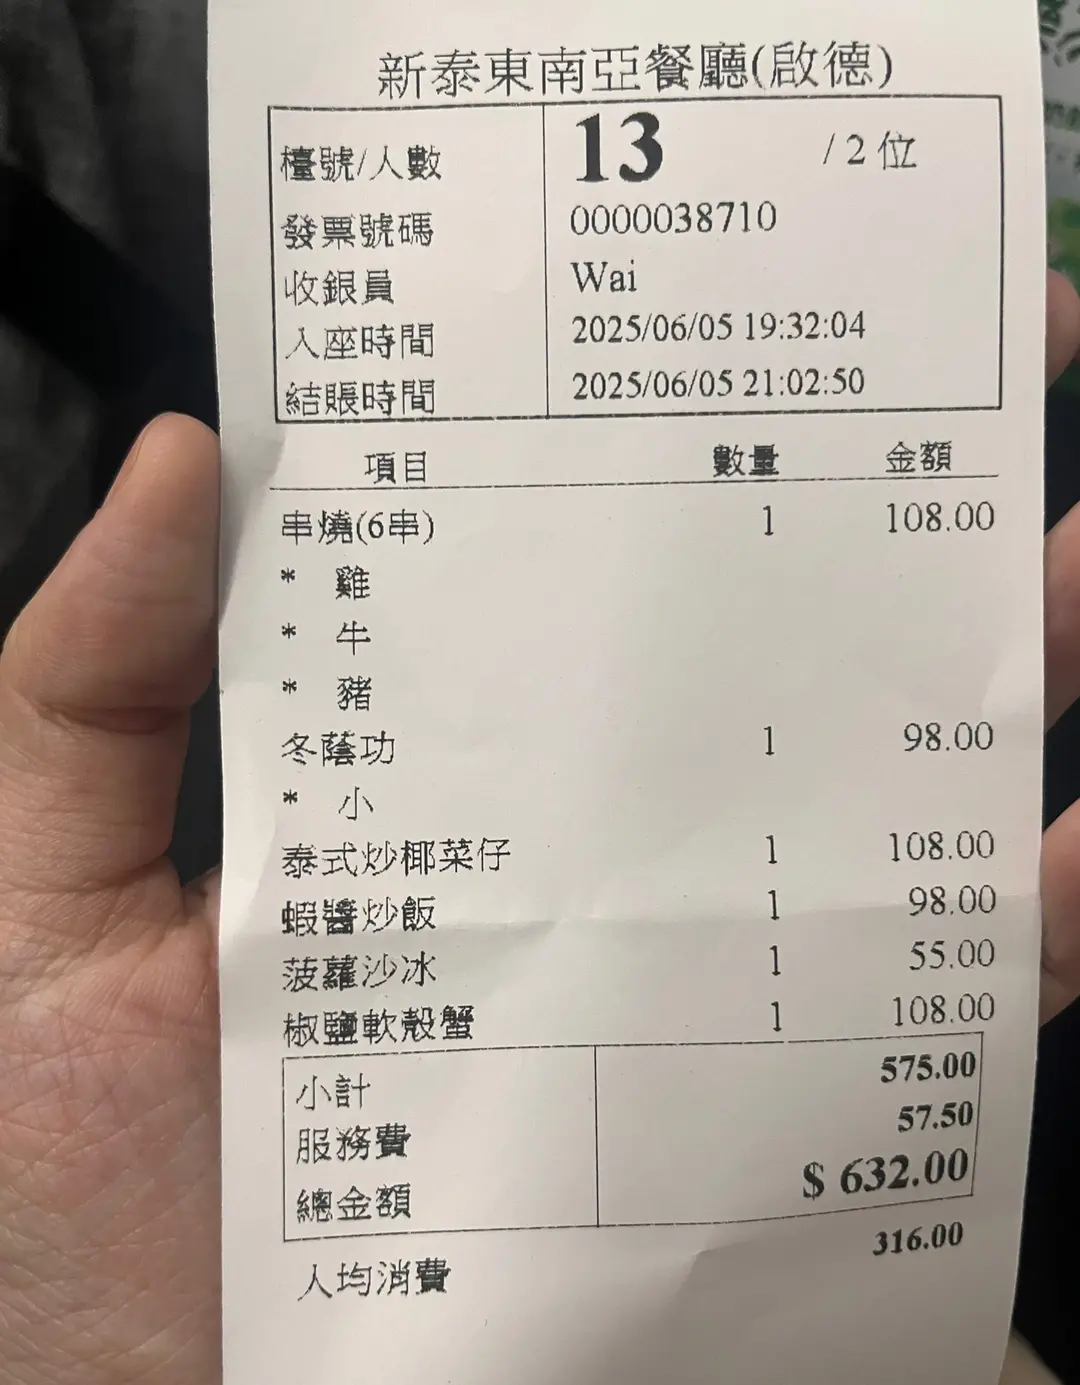 新泰東南亞餐廳(啟德)
檯號/人數 13 /2 位
發票號碼 0000038710
收銀員 Wai
入座時間 2025/06/05 19:32:04
結賬時間 2025/06/05 21:02:50
項目 數量 金額
串燒(6串) 1 108.00
* 雞
* 牛
* 豬
冬蔭功 1 98.00
* 小
泰式炒椰菜仔 1 108.00
蝦醬炒飯 1 98.00
菠蘿沙冰 1 55.00
椒鹽軟殼蟹 1 108.00
小計 575.00
服務費 57.50
總金額 $ 632.00
人均消費 316.00